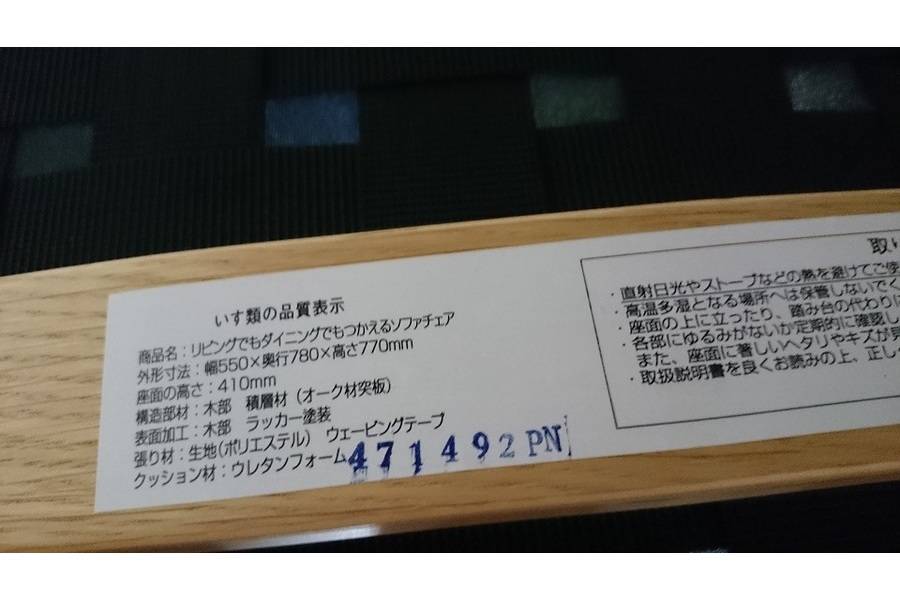 いす類の品質表示
商品名：リビングでもダイニングでもつかえるソファチェア
外形寸法：幅550×奥行780×高さ770mm
座面の高さ：410mm
構造部材：木部　積層材（オーク材突板）
表面加工：木部　ラッカー塗装
張り材：生地（ポリエステル）　ウェービングテープ
クッション材：ウレタンフォーム
471492PN
取り
・直射日光やストーブなどの熱を避けてご使
・高温多湿となる場所へは保管しないでく
・座面の上に立ったり、踏み台の代わりに
・各部にゆるみがないか定期的に確認し
また、座面に著しいヘタリやキズが見
・取扱説明書を良くお読みの上、正しく